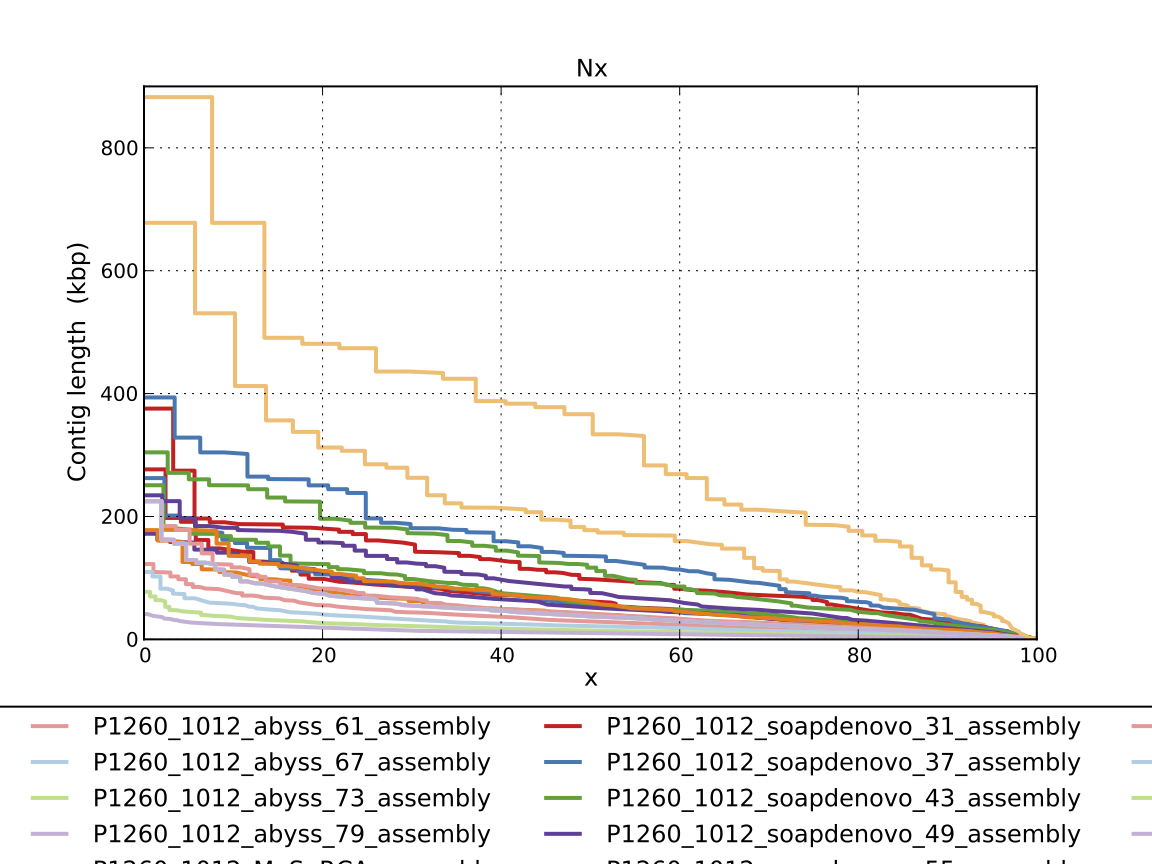 Nx
800
600
400
200
0
Contig length (kbp)
0 20 40 60 80 100
x
P1260_1012_abyss_61_assembly P1260_1012_soapdenovo_31_assembly
P1260_1012_abyss_67_assembly P1260_1012_soapdenovo_37_assembly
P1260_1012_abyss_73_assembly P1260_1012_soapdenovo_43_assembly
P1260_1012_abyss_79_assembly P1260_1012_soapdenovo_49_assembly